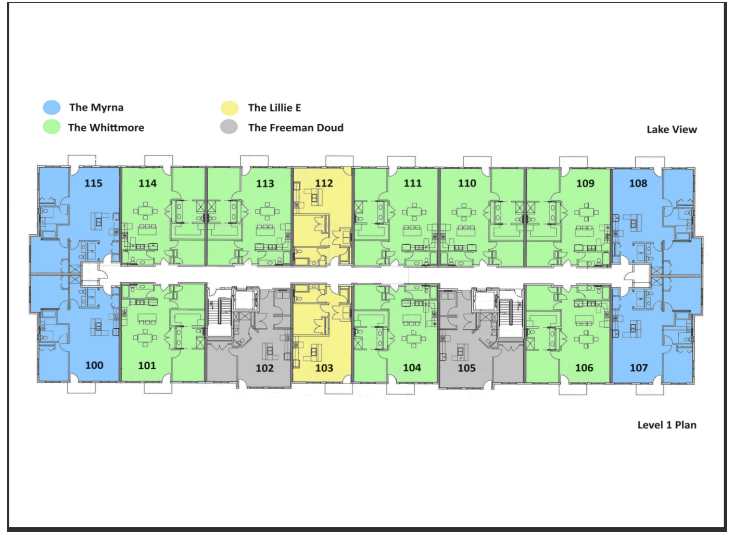 The Myrna
The Lillie E
The Whittmore
The Freeman Doud
Lake View
115 114 113 112 111 110 109 108
100 101 102 103 104 105 106 107
Level 1 Plan